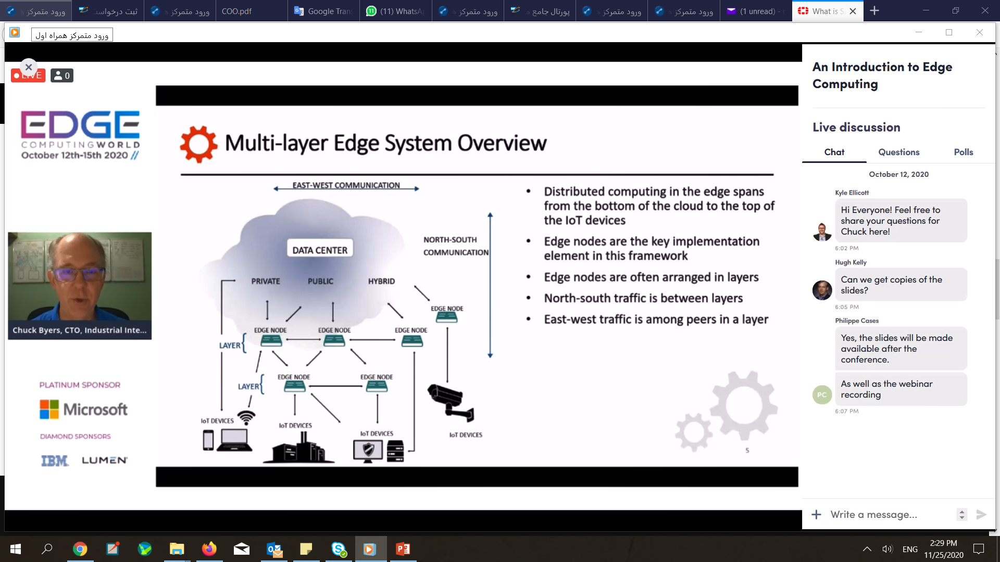 ورود متمرکز
ثبت درخواست
ورود متمرکز
COO.pdf
Google Tran
(11) WhatsA
ورود متمرکز
پورتال جامع
ورود متمرکز
ورود متمرکز
(1 unread) -
What is S
ورود متمرکز همراه اول
LIVE
0
EDGE
COMPUTINGWORLD
October 12th-15th 2020 //
Chuck Byers, CTO, Industrial Inte...
PLATINUM SPONSOR
Microsoft
DIAMOND SPONSORS
IBM LUMEN
Multi-layer Edge System Overview
EAST-WEST COMMUNICATION
NORTH-SOUTH
COMMUNICATION
DATA CENTER
PRIVATE
PUBLIC
HYBRID
EDGE NODE
EDGE NODE
EDGE NODE
EDGE NODE
LAYER
EDGE NODE
EDGE NODE
LAYER
IoT DEVICES
IoT DEVICES
IoT DEVICES
IoT DEVICES
• Distributed computing in the edge spans
from the bottom of the cloud to the top of
the IoT devices
• Edge nodes are the key implementation
element in this framework
• Edge nodes are often arranged in layers
• North-south traffic is between layers
• East-west traffic is among peers in a layer
5
An Introduction to Edge
Computing
Live discussion
Chat
Questions
Polls
October 12, 2020
Kyle Ellicott
Hi Everyone! Feel free to
share your questions for
Chuck here!
6:02 PM
Hugh Kelly
Can we get copies of the
slides?
6:05 PM
Philippe Cases
Yes, the slides will be made
available after the
conference.
PC
As well as the webinar
recording
6:07 PM
Write a message...
ENG
2:29 PM
11/25/2020